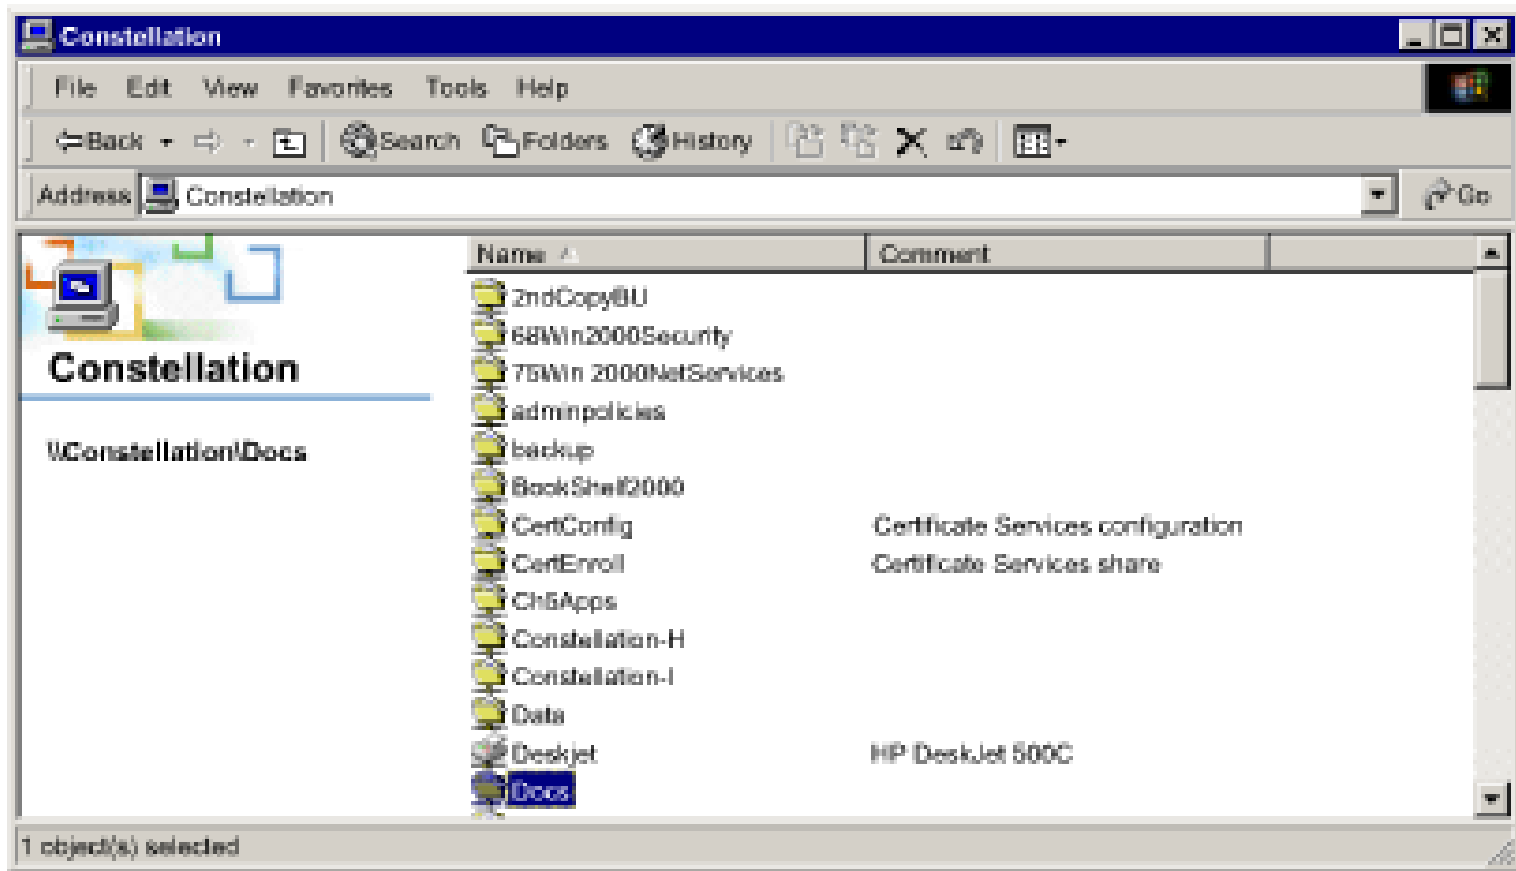 Constellation
File Edit View Favorites Tools Help
Back Search Folders History
Address Constellation Go
Name Comment
2ndCopyBU
68Win2000Security
Constellation
75Win 2000NetServices
adminpolicies
\\Constellation\Docs
backup
BookShelf2000
CertConfig Certificate Services configuration
CertEnroll Certificate Services share
Ch5Apps
Constellation-H
Constellation-I
Data
Deskjet HP DeskJet 500C
Docs
1 object(s) selected